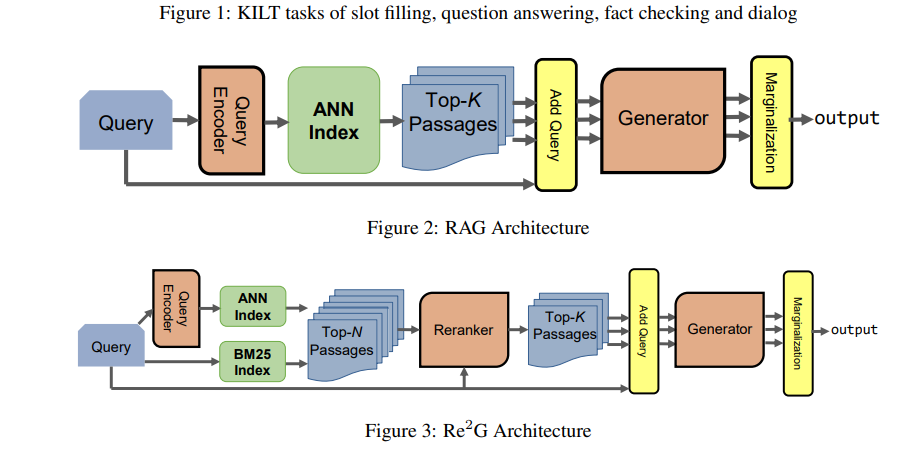 Figure 1: KILT tasks of slot filling, question answering, fact checking and dialog
Query
Query
Encoder
ANN
Index
Top-K
Passages
Add Query
Generator
Marginalization
output
Figure 2: RAG Architecture
Query
Query
Encoder
ANN
Index
BM25
Index
Top-N
Passages
Reranker
Top-K
Passages
Add Query
Generator
Marginalization
output
Figure 3: Re²G Architecture